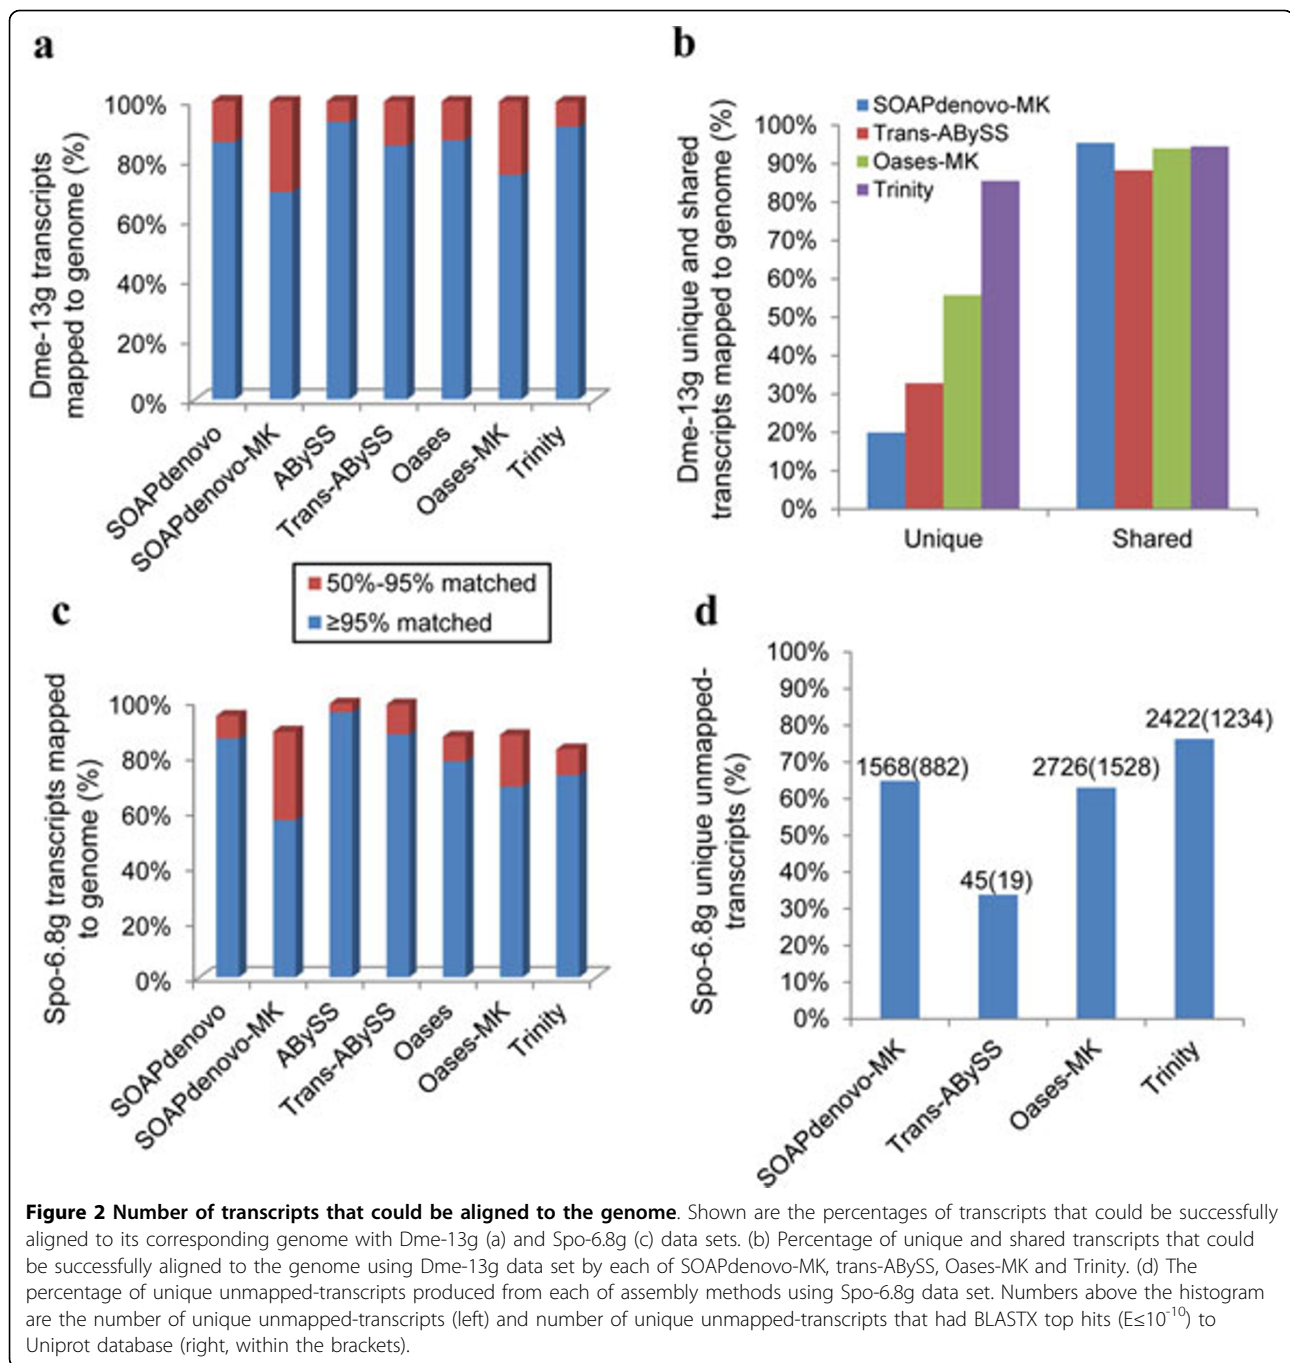 a
Dme-13g transcripts
mapped to genome (%)
100%
80%
60%
40%
20%
0%
SOAPdenovo
SOAPdenovo-MK
ABySS
Trans-ABySS
Oases
Oases-MK
Trinity
b
Dme-13g unique and shared
transcripts mapped to genome (%)
SOAPdenovo-MK
Trans-ABySS
Oases-MK
Trinity
100%
90%
80%
70%
60%
50%
40%
30%
20%
10%
0%
Unique
Shared
50%-95% matched
≥95% matched
c
Spo-6.8g transcripts mapped
to genome (%)
100%
80%
60%
40%
20%
0%
SOAPdenovo
SOAPdenovo-MK
ABySS
Trans-ABySS
Oases
Oases-MK
Trinity
d
Spo-6.8g unique unmapped-
transcripts (%)
100%
90%
80%
70%
60%
50%
40%
30%
20%
10%
0%
1568(882)
45(19)
2726(1528)
2422(1234)
SOAPdenovo-MK
Trans-ABySS
Oases-MK
Trinity
Figure 2 Number of transcripts that could be aligned to the genome. Shown are the percentages of transcripts that could be successfully
aligned to its corresponding genome with Dme-13g (a) and Spo-6.8g (c) data sets. (b) Percentage of unique and shared transcripts that could
be successfully aligned to the genome using Dme-13g data set by each of SOAPdenovo-MK, trans-ABySS, Oases-MK and Trinity. (d) The
percentage of unique unmapped-transcripts produced from each of assembly methods using Spo-6.8g data set. Numbers above the histogram
are the number of unique unmapped-transcripts (left) and number of unique unmapped-transcripts that had BLASTX top hits (E≤10⁻¹⁰) to
Uniprot database (right, within the brackets).